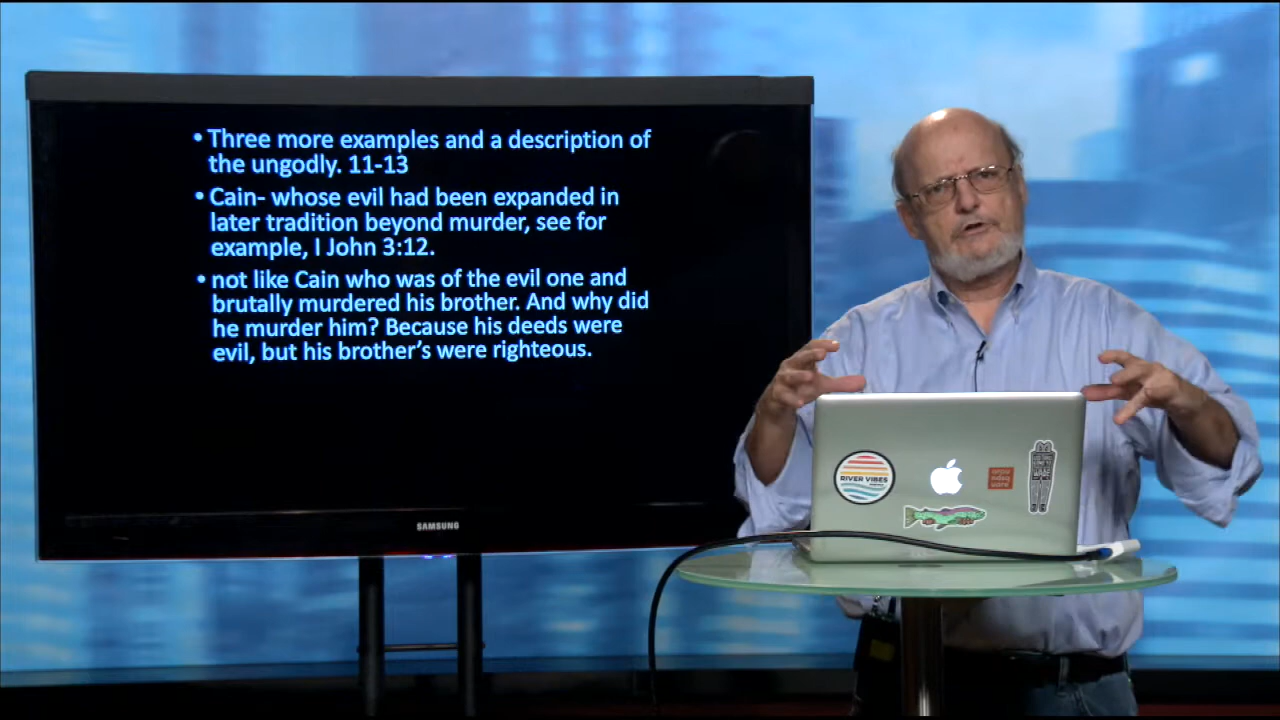 • Three more examples and a description of
the ungodly. 11-13
• Cain- whose evil had been expanded in
later tradition beyond murder, see for
example, I John 3:12.
• not like Cain who was of the evil one and
brutally murdered his brother. And why did
he murder him? Because his deeds were
evil, but his brother’s were righteous.
SAMSUNG
RIVER VIBES